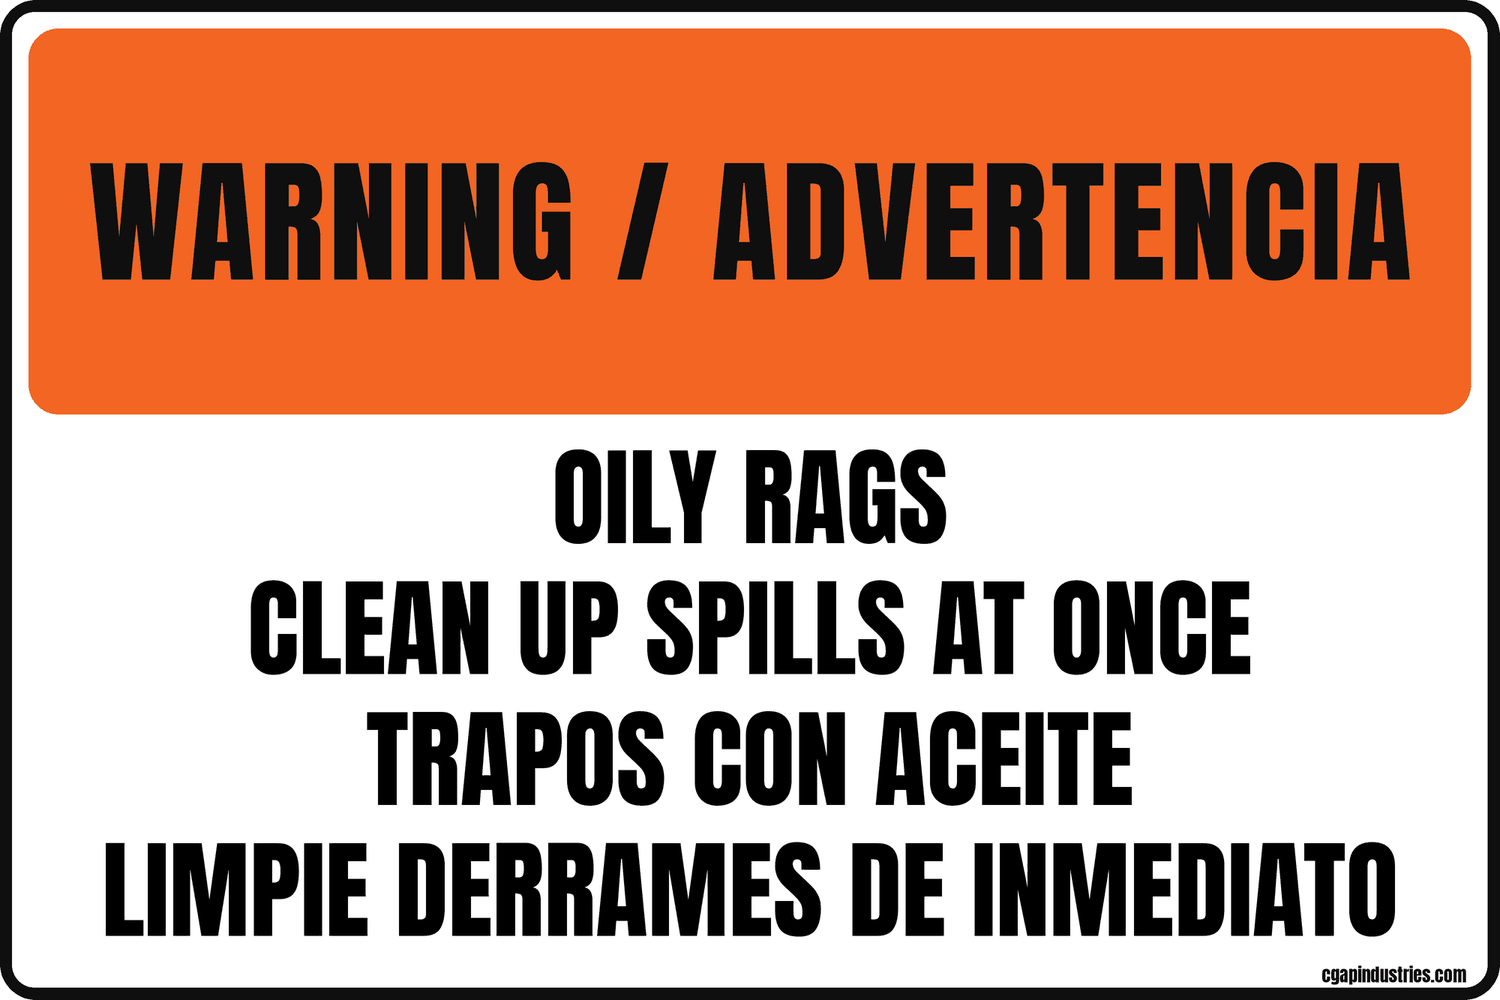 WARNING / ADVERTENCIA
OILY RAGS
CLEAN UP SPILLS AT ONCE
TRAPOS CON ACEITE
LIMPIE DERRAMES DE INMEDIATO
cgapindustries.com